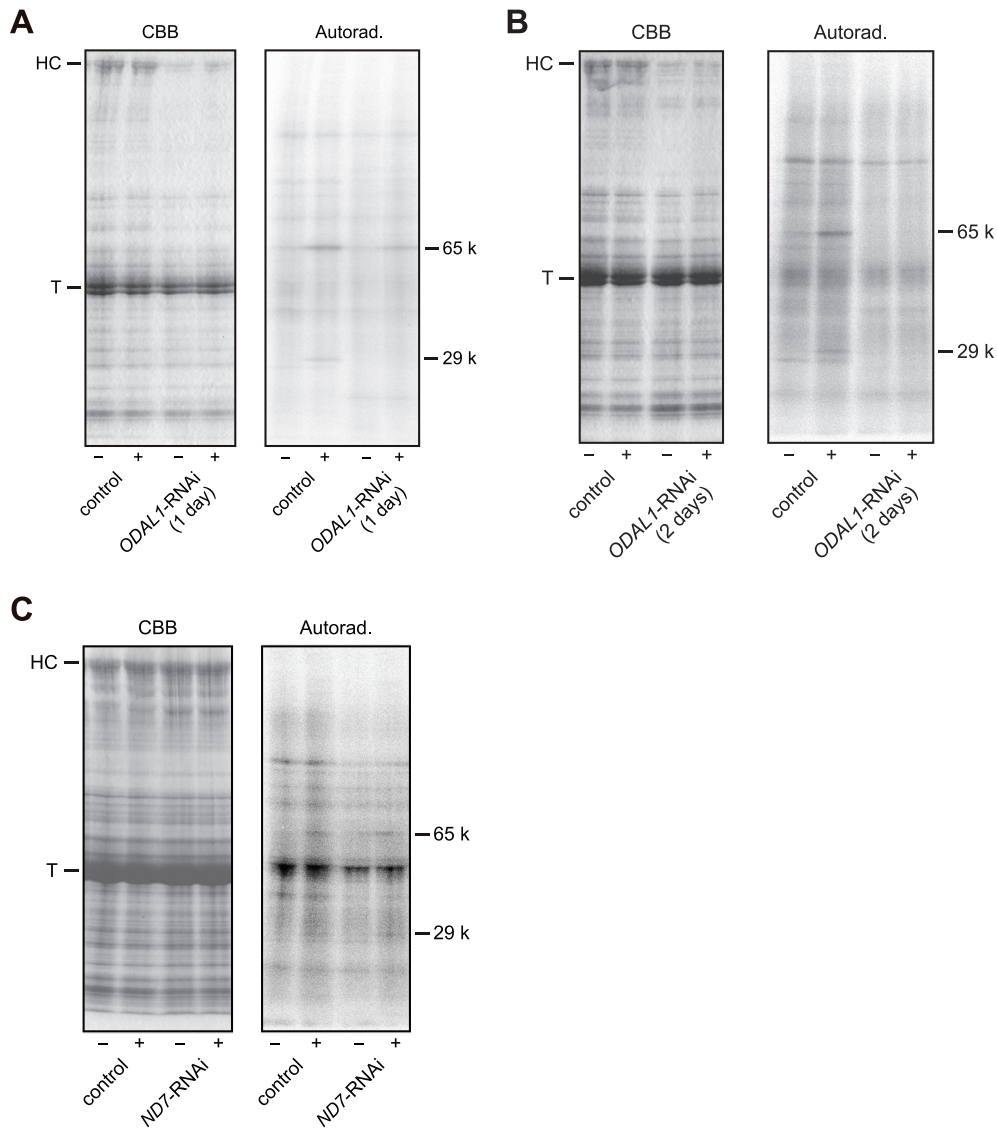 A
CBB
Autorad.
HC
T
65 k
29 k
– + – +
– + – +
control
ODAL1-RNAi
(1 day)
control
ODAL1-RNAi
(1 day)
B
CBB
Autorad.
HC
T
65 k
29 k
– + – +
– + – +
control
ODAL1-RNAi
(2 days)
control
ODAL1-RNAi
(2 days)
C
CBB
Autorad.
HC
T
65 k
29 k
– + – +
– + – +
control
ND7-RNAi
control
ND7-RNAi